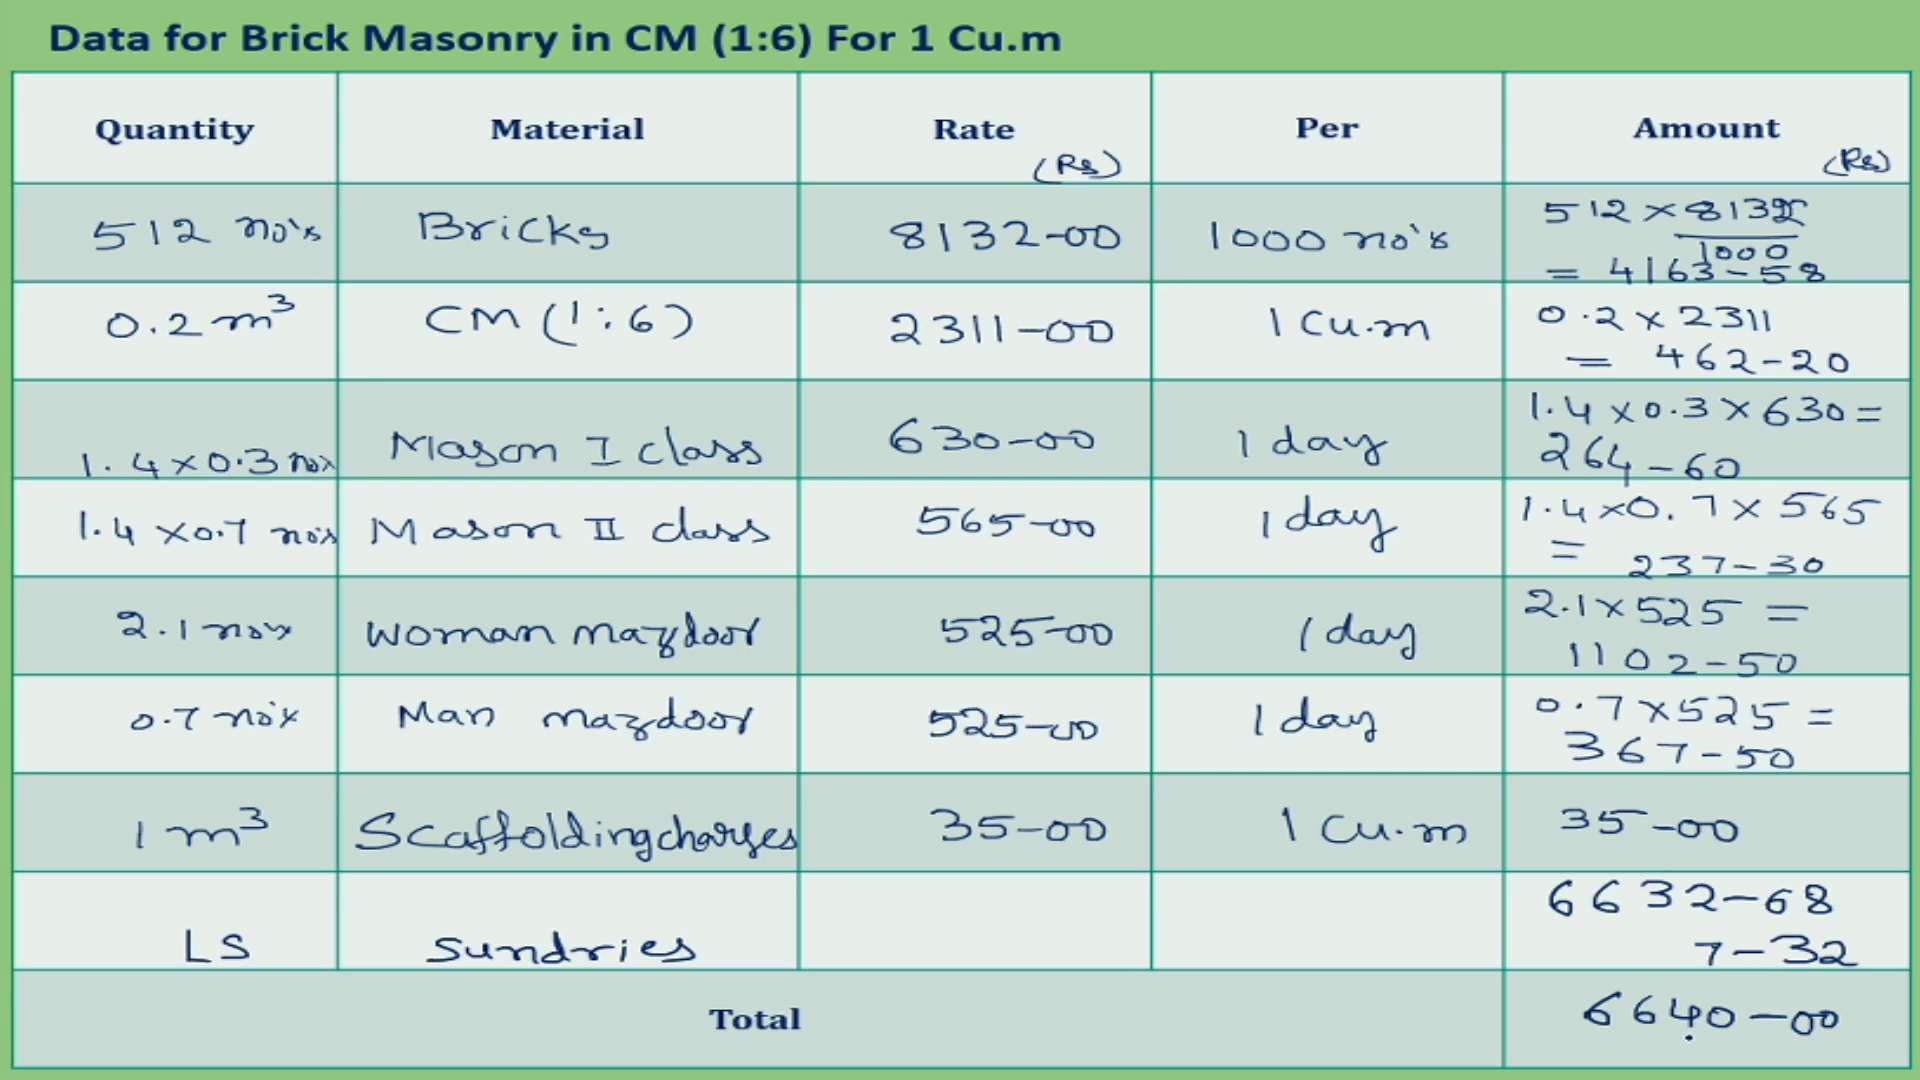 Data for Brick Masonry in CM (1:6) For 1 Cu.m
Quantity Material Rate (Rs) Per Amount (Rs)
512 no's Bricks 8132-00 1000 no's 512 x 8132
1000
= 4163-58
0.2 m³ CM (1:6) 2311-00 1 Cu.m 0.2 x 2311
= 462-20
1.4 x 0.3 nos Mason I class 630-00 1 day 1.4 x 0.3 x 630 =
264-60
1.4 x 0.7 no's Mason II class 565-00 1 day 1.4 x 0.7 x 565
= 237-30
2.1 nos woman mazdoor 525-00 1 day 2.1 x 525 =
1102-50
0.7 no's Man mazdoor 525-00 1 day 0.7 x 525 =
367-50
1 m³ Scaffolding charges 35-00 1 Cu.m 35-00
6632-68
LS Sundries 7-32
Total 6640-00